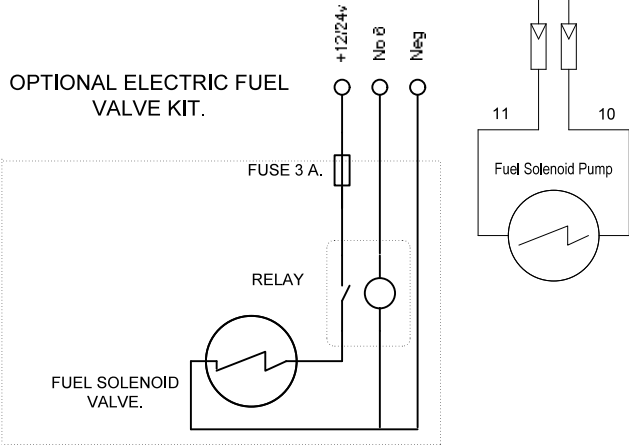 +12/24v
No 6
Neg
OPTIONAL ELECTRIC FUEL
VALVE KIT.
FUSE 3 A.
RELAY
FUEL SOLENOID
VALVE.
11
10
Fuel Solenoid Pump